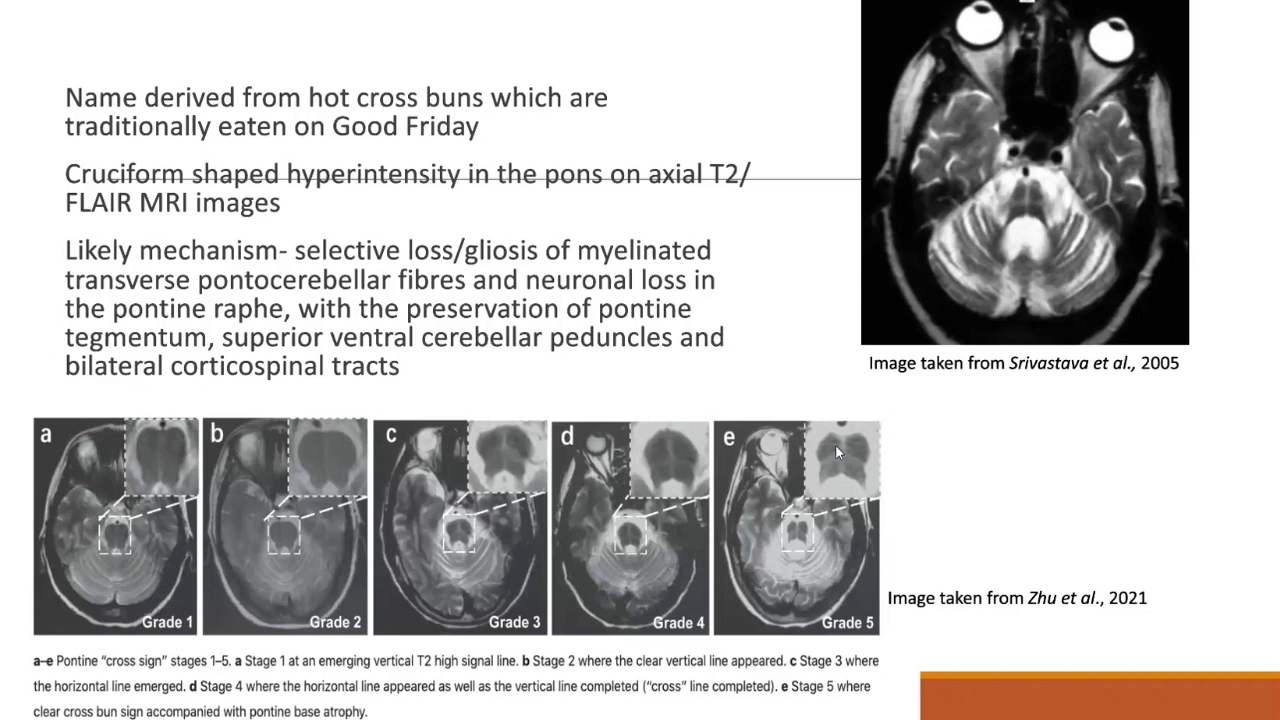 Name derived from hot cross buns which are
traditionally eaten on Good Friday
Cruciform shaped hyperintensity in the pons on axial T2/
FLAIR MRI images
Likely mechanism- selective loss/gliosis of myelinated
transverse pontocerebellar fibres and neuronal loss in
the pontine raphe, with the preservation of pontine
tegmentum, superior ventral cerebellar peduncles and
bilateral corticospinal tracts
Image taken from Srivastava et al., 2005
a
b
c
d
e
Grade 1
Grade 2
Grade 3
Grade 4
Grade 5
Image taken from Zhu et al., 2021
a–e Pontine “cross sign” stages 1–5. a Stage 1 at an emerging vertical T2 high signal line. b Stage 2 where the clear vertical line appeared. c Stage 3 where
the horizontal line emerged. d Stage 4 where the horizontal line appeared as well as the vertical line completed (“cross” line completed). e Stage 5 where
clear cross bun sign accompanied with pontine base atrophy.